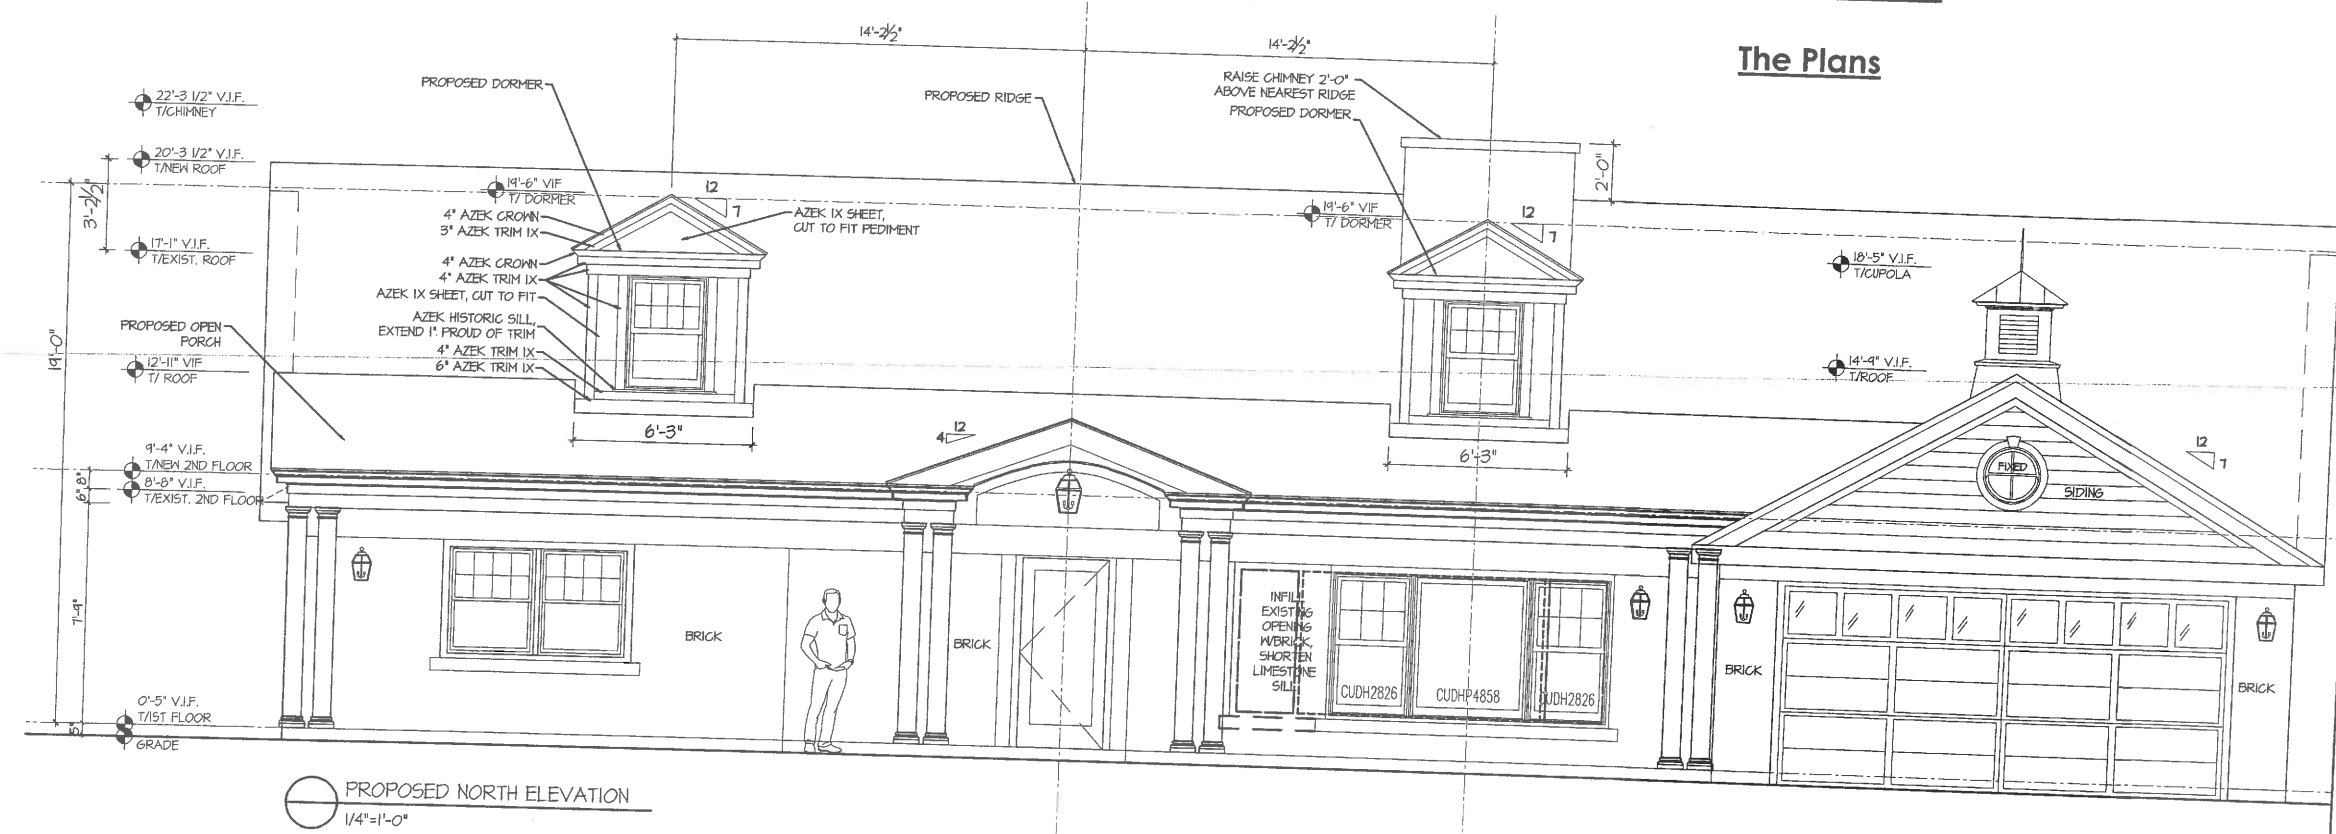 The Plans
14'-2½"
14'-2½"
PROPOSED DORMER
PROPOSED RIDGE
RAISE CHIMNEY 2'-0"
ABOVE NEAREST RIDGE
PROPOSED DORMER
22'-3 1/2" V.I.F.
T/CHIMNEY
20'-3 1/2" V.I.F.
T/NEW ROOF
3'-2½"
2'-0"
19'-6" VIF
T/ DORMER
12
7
4" AZEK CROWN
3" AZEK TRIM 1X
AZEK 1X SHEET,
CUT TO FIT PEDIMENT
19'-6" VIF
T/ DORMER
12
7
17'-1" V.I.F.
T/EXIST. ROOF
4" AZEK CROWN
4" AZEK TRIM 1X
AZEK 1X SHEET, CUT TO FIT
AZEK HISTORIC SILL,
EXTEND 1" PROUD OF TRIM
4" AZEK TRIM 1X
6" AZEK TRIM 1X
18'-5" V.I.F.
T/CUPOLA
PROPOSED OPEN
PORCH
19'-0"
12'-11" VIF
T/ ROOF
14'-9" V.I.F.
T/ROOF
6'-3"
12
4
6'-3"
12
7
9'-4" V.I.F.
T/NEW 2ND FLOOR
8'-8" V.I.F.
T/EXIST. 2ND FLOOR
8"
6"
FIXED
SIDING
7'-9"
BRICK
BRICK
INFILL
EXISTING
OPENING
W/BRICK,
SHORTEN
LIMESTONE
SILL
CUDH2826
CUDHP4858
CUDH2826
BRICK
BRICK
0'-5" V.I.F.
T/1ST FLOOR
5"
GRADE
PROPOSED NORTH ELEVATION
1/4"=1'-0"